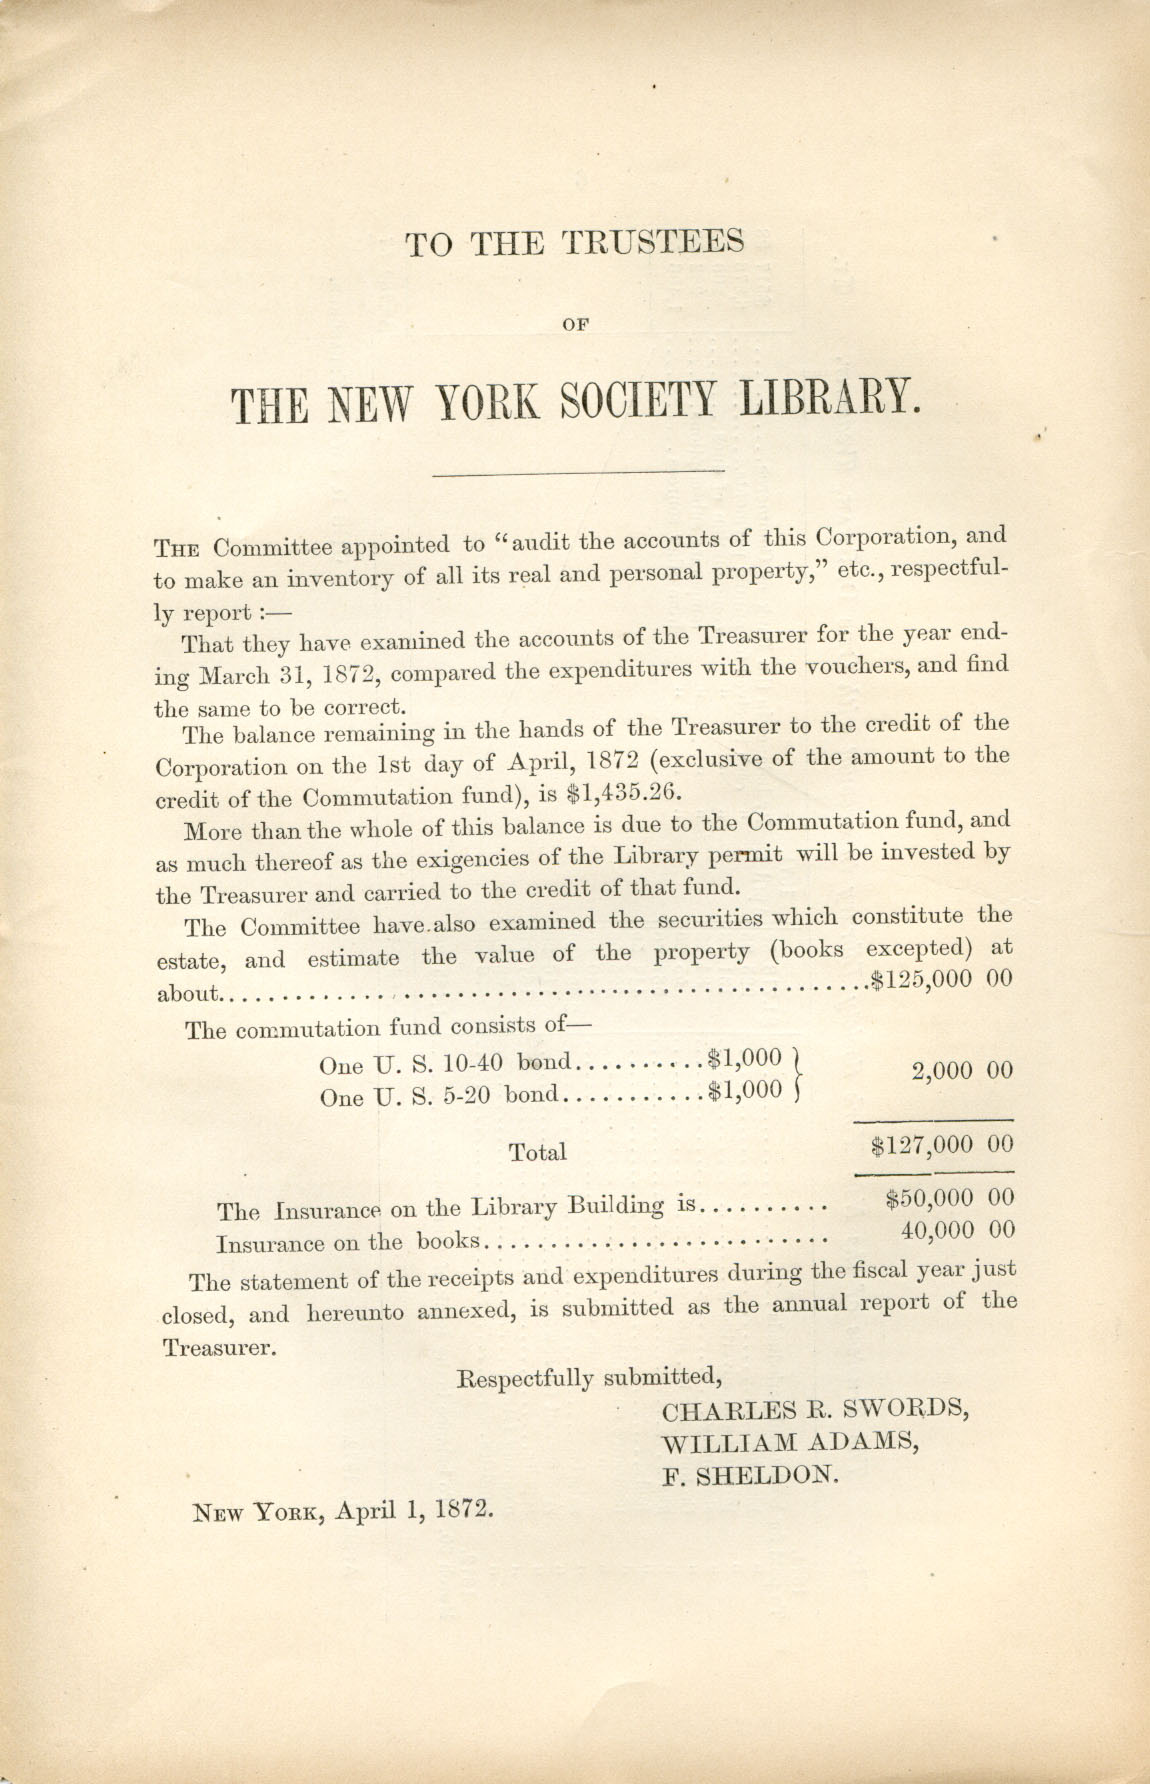 TO THE TRUSTEES
OF
THE NEW YORK SOCIETY LIBRARY.
THE Committee appointed to "audit the accounts of this Corporation, and
to make an inventory of all its real and personal property," etc., respectful-
ly report :—
That they have examined the accounts of the Treasurer for the year end-
ing March 31, 1872, compared the expenditures with the vouchers, and find
the same to be correct.
The balance remaining in the hands of the Treasurer to the credit of the
Corporation on the 1st day of April, 1872 (exclusive of the amount to the
credit of the Commutation fund), is $1,435.26.
More than the whole of this balance is due to the Commutation fund, and
as much thereof as the exigencies of the Library permit will be invested by
the Treasurer and carried to the credit of that fund.
The Committee have also examined the securities which constitute the
estate, and estimate the value of the property (books excepted) at
about................................................$125,000 00
The commutation fund consists of—
One U. S. 10-40 bond..........$1,000 } 2,000 00
One U. S. 5-20 bond...........$1,000 }
Total $127,000 00
The Insurance on the Library Building is.......... $50,000 00
Insurance on the books.......................... 40,000 00
The statement of the receipts and expenditures during the fiscal year just
closed, and hereunto annexed, is submitted as the annual report of the
Treasurer.
Respectfully submitted,
CHARLES R. SWORDS,
WILLIAM ADAMS,
F. SHELDON.
NEW YORK, April 1, 1872.